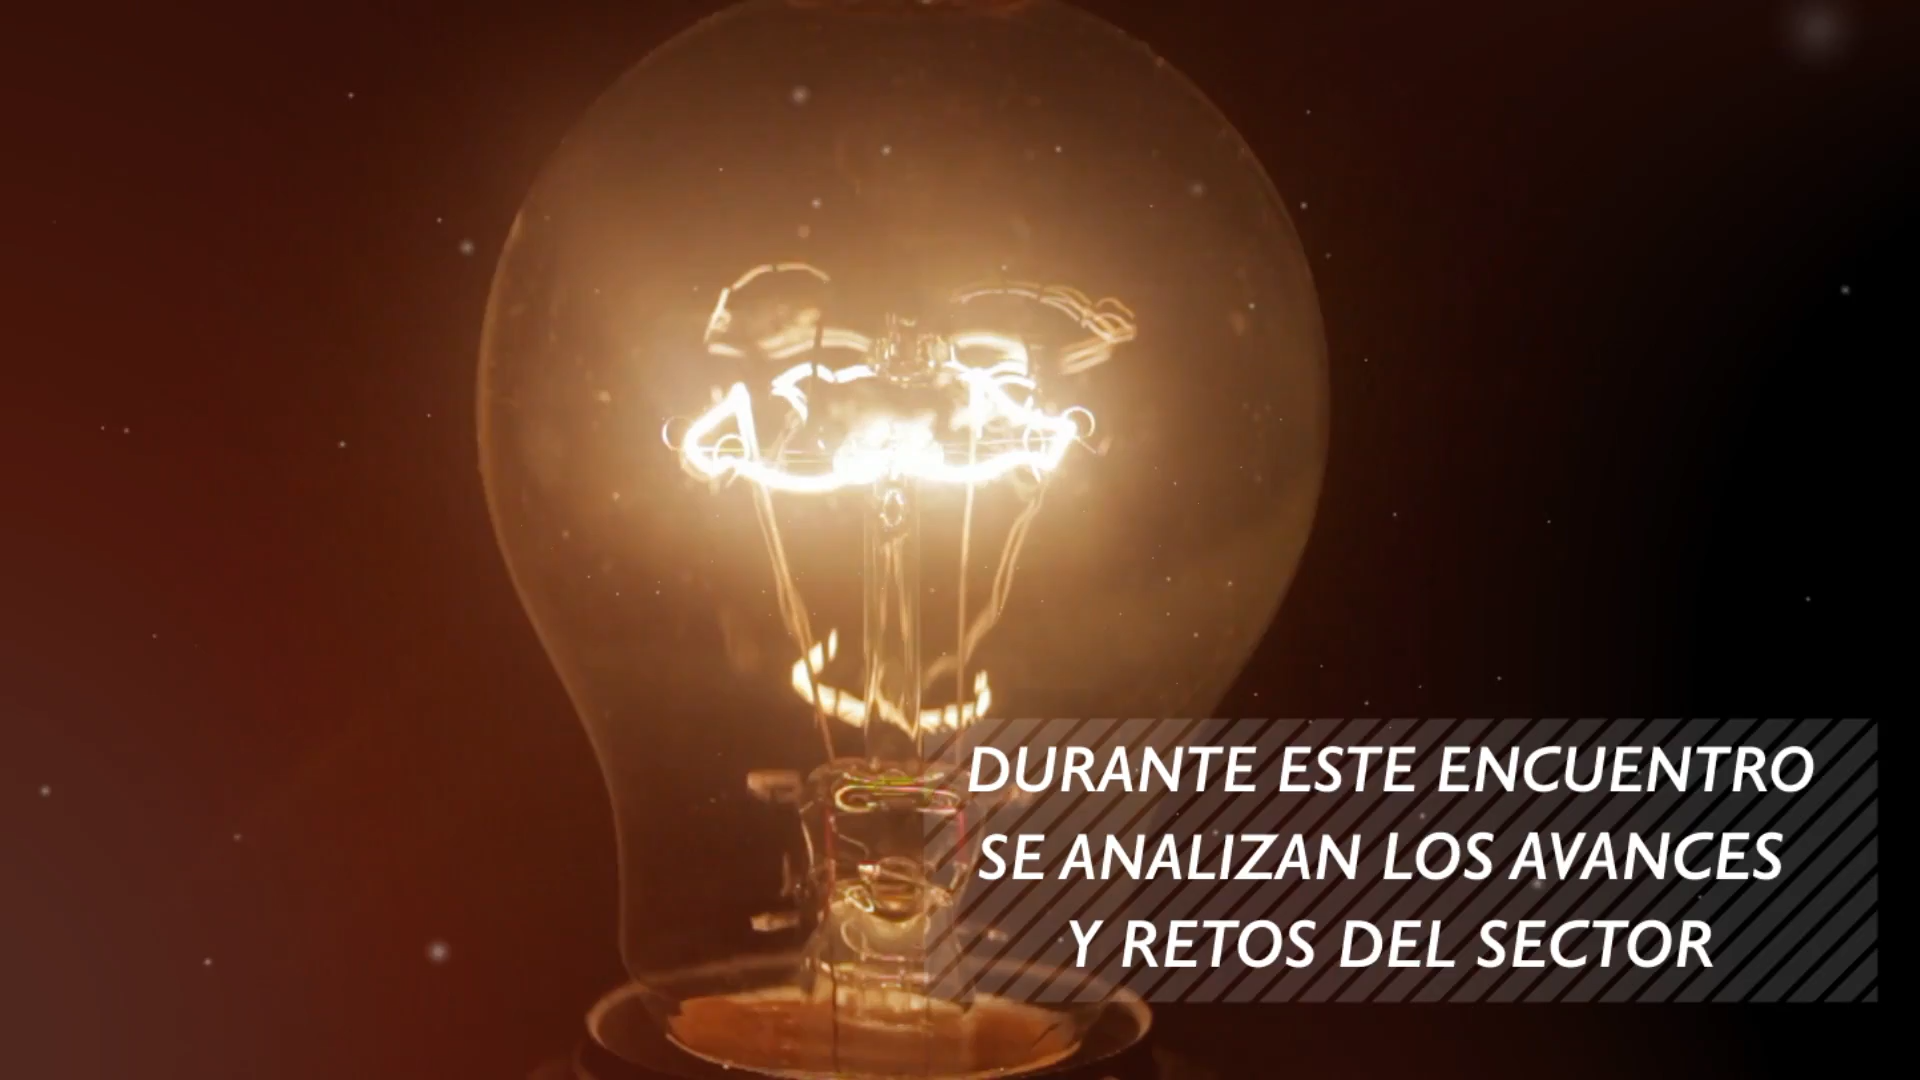 DURANTE ESTE ENCUENTRO
SE ANALIZAN LOS AVANCES
Y RETOS DEL SECTOR